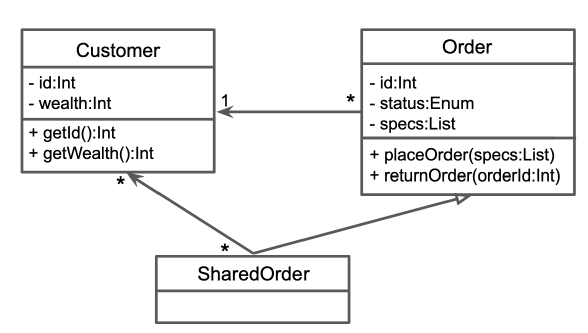 Customer
- id:Int
- wealth:Int
+ getId():Int
+ getWealth():Int
1
*
Order
- id:Int
- status:Enum
- specs:List
+ placeOrder(specs:List)
+ returnOrder(orderId:Int)
*
*
SharedOrder